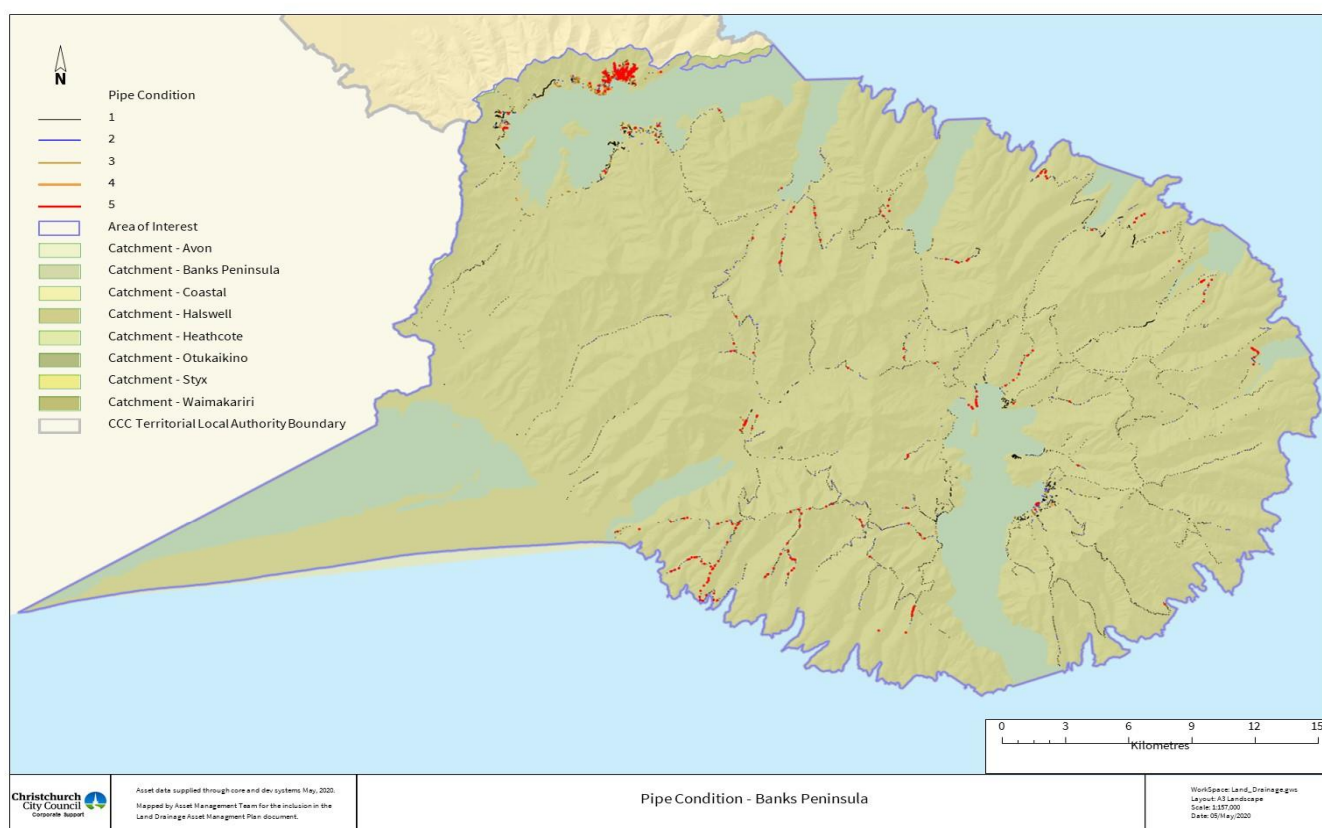 N
Pipe Condition
1
2
3
4
5
Area of Interest
Catchment - Avon
Catchment - Banks Peninsula
Catchment - Coastal
Catchment - Halswell
Catchment - Heathcote
Catchment - Otukaikino
Catchment - Styx
Catchment - Waimakariri
CCC Territorial Local Authority Boundary
0 3 6 9 12 15
Kilometres
Christchurch
City Council
Corporate Support
Asset data supplied through core and dev systems May, 2020.
Mapped by Asset Management Team for the inclusion in the
Land Drainage Asset Managment Plan document.
Pipe Condition - Banks Peninsula
WorkSpace: Land_Drainage.gws
Layout: A3 Landscape
Scale: 1:157,000
Date: 05/May/2020